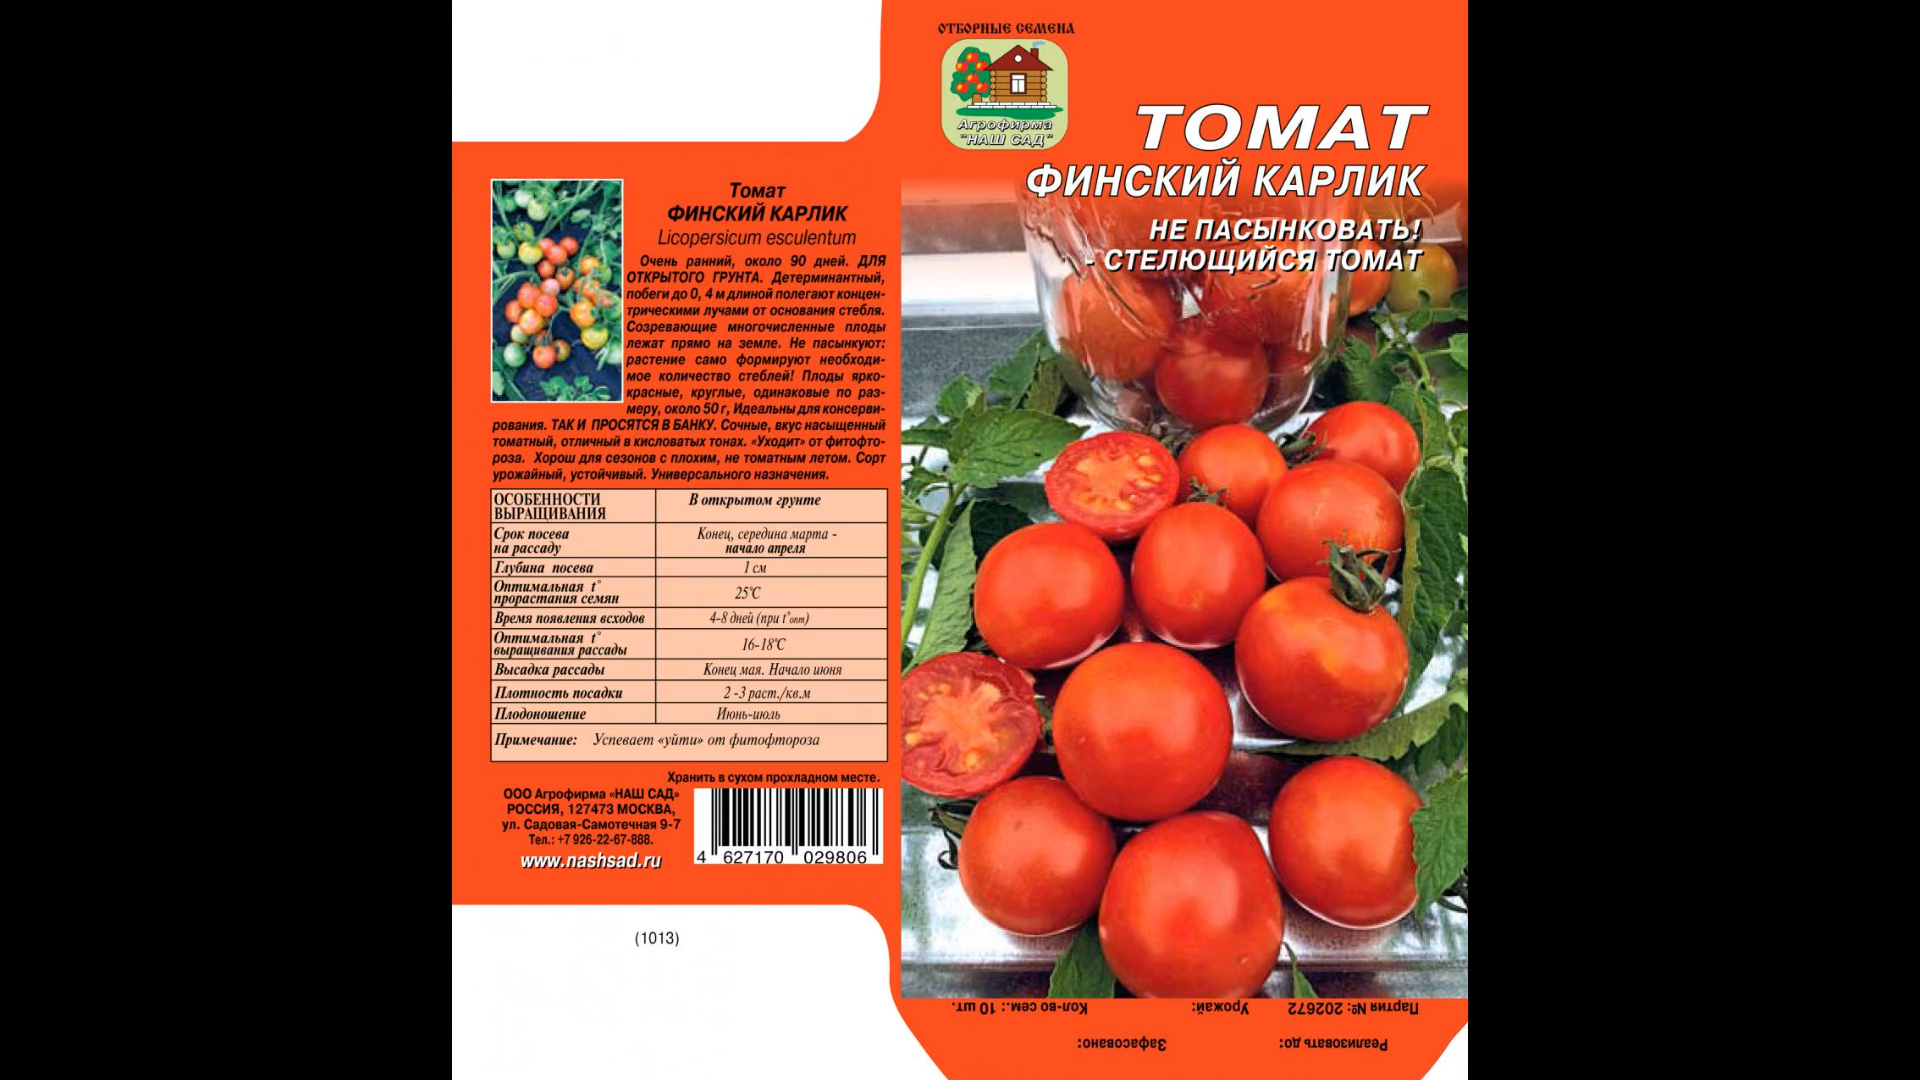 ОТБОРНЫЕ СЕМЕНА
Агрофирма
"НАШ САД"
ТОМАТ
ФИНСКИЙ КАРЛИК
НЕ ПАСЫНКОВАТЬ!
- СТЕЛЮЩИЙСЯ ТОМАТ
Томат
ФИНСКИЙ КАРЛИК
Licopersicum esculentum
Очень ранний, около 90 дней. ДЛЯ
ОТКРЫТОГО ГРУНТА. Детерминантный,
побеги до 0, 4 м длиной полегают концен-
трическими лучами от основания стебля.
Созревающие многочисленные плоды
лежат прямо на земле. Не пасынкуют:
растение само формируют необходи-
мое количество стеблей! Плоды ярко-
красные, круглые, одинаковые по раз-
меру, около 50 г, Идеальны для консерви-
рования. ТАК И ПРОСЯТСЯ В БАНКУ. Сочные, вкус насыщенный
томатный, отличный в кисловатых тонах. «Уходит» от фитофто-
роза. Хорош для сезонов с плохим, не томатным летом. Сорт
урожайный, устойчивый. Универсального назначения.
ОСОБЕННОСТИ
ВЫРАЩИВАНИЯ
В открытом грунте
Срок посева
на рассаду
Конец, середина марта -
начало апреля
Глубина посева
1 см
Оптимальная t°
прорастания семян
25°С
Время появления всходов
4-8 дней (при t°опт)
Оптимальная t°
выращивания рассады
16-18°С
Высадка рассады
Конец мая. Начало июня
Плотность посадки
2 -3 раст./кв.м
Плодоношение
Июнь-июль
Примечание: Успевает «уйти» от фитофтороза
Хранить в сухом прохладном месте.
ООО Агрофирма «НАШ САД»
РОССИЯ, 127473 МОСКВА,
ул. Садовая-Самотечная 9-7
Тел.: +7 926-22-67-888.
www.nashsad.ru
4 627170 029806
(1013)
Реализовать до: Зафасовано:
Партия №: 202672 Урожай: Кол-во сем.: 10 шт.